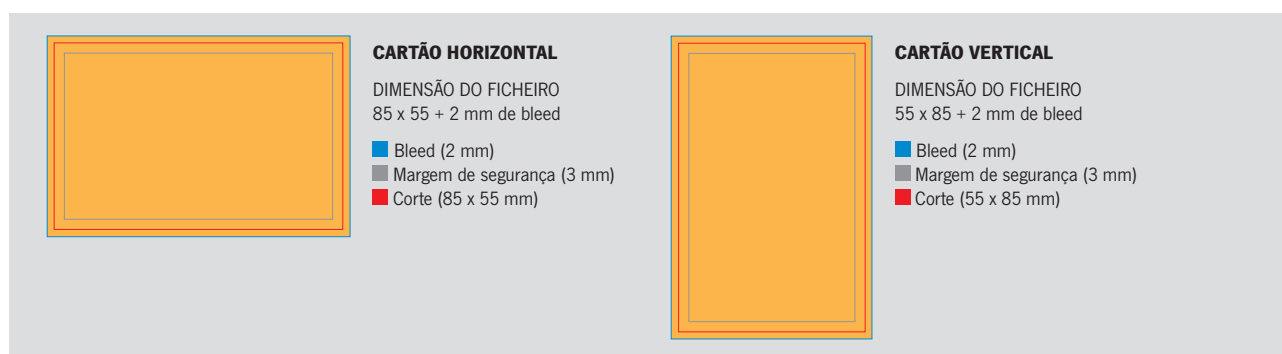 CARTÃO HORIZONTAL
DIMENSÃO DO FICHEIRO
85 x 55 + 2 mm de bleed
Bleed (2 mm)
Margem de segurança (3 mm)
Corte (85 x 55 mm)
CARTÃO VERTICAL
DIMENSÃO DO FICHEIRO
55 x 85 + 2 mm de bleed
Bleed (2 mm)
Margem de segurança (3 mm)
Corte (55 x 85 mm)